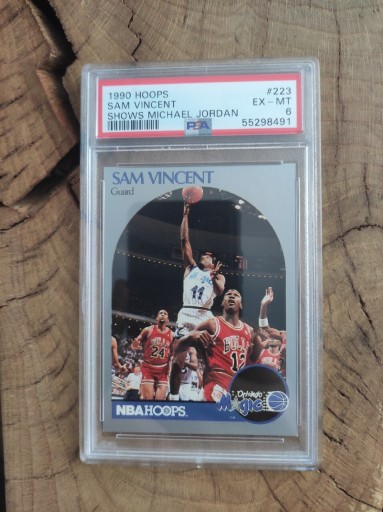 1990 HOOPS #223
SAM VINCENT EX - MT
SHOWS MICHAEL JORDAN 6
PSA 55298491
SAM VINCENT
Guard
11
24
BULLS
12
NBA HOOPS
Orlando
Magic